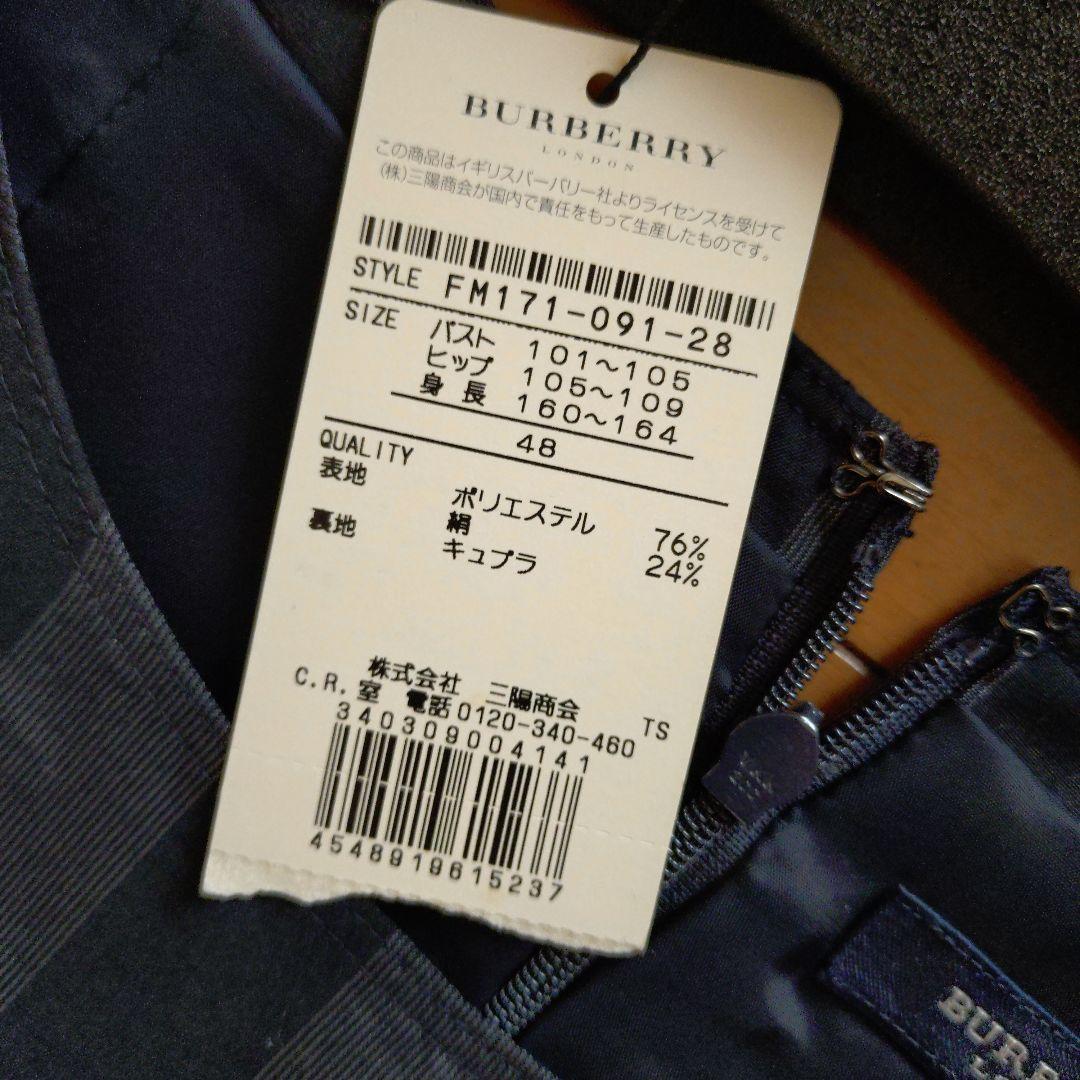 BURBERRY
LONDON
この商品はイギリスバーバリー社よりライセンスを受けて
(株)三陽商会が国内で責任をもって生産したものです。
STYLE FM171-091-28
SIZE バスト 101〜105
ヒップ 105〜109
身長 160〜164
48
QUALITY
表地 ポリエステル 76%
絹 24%
裏地 キュプラ
株式会社 三陽商会
C.R.室 電話0120-340-460 TS
340309004141
4548919615237
BURB